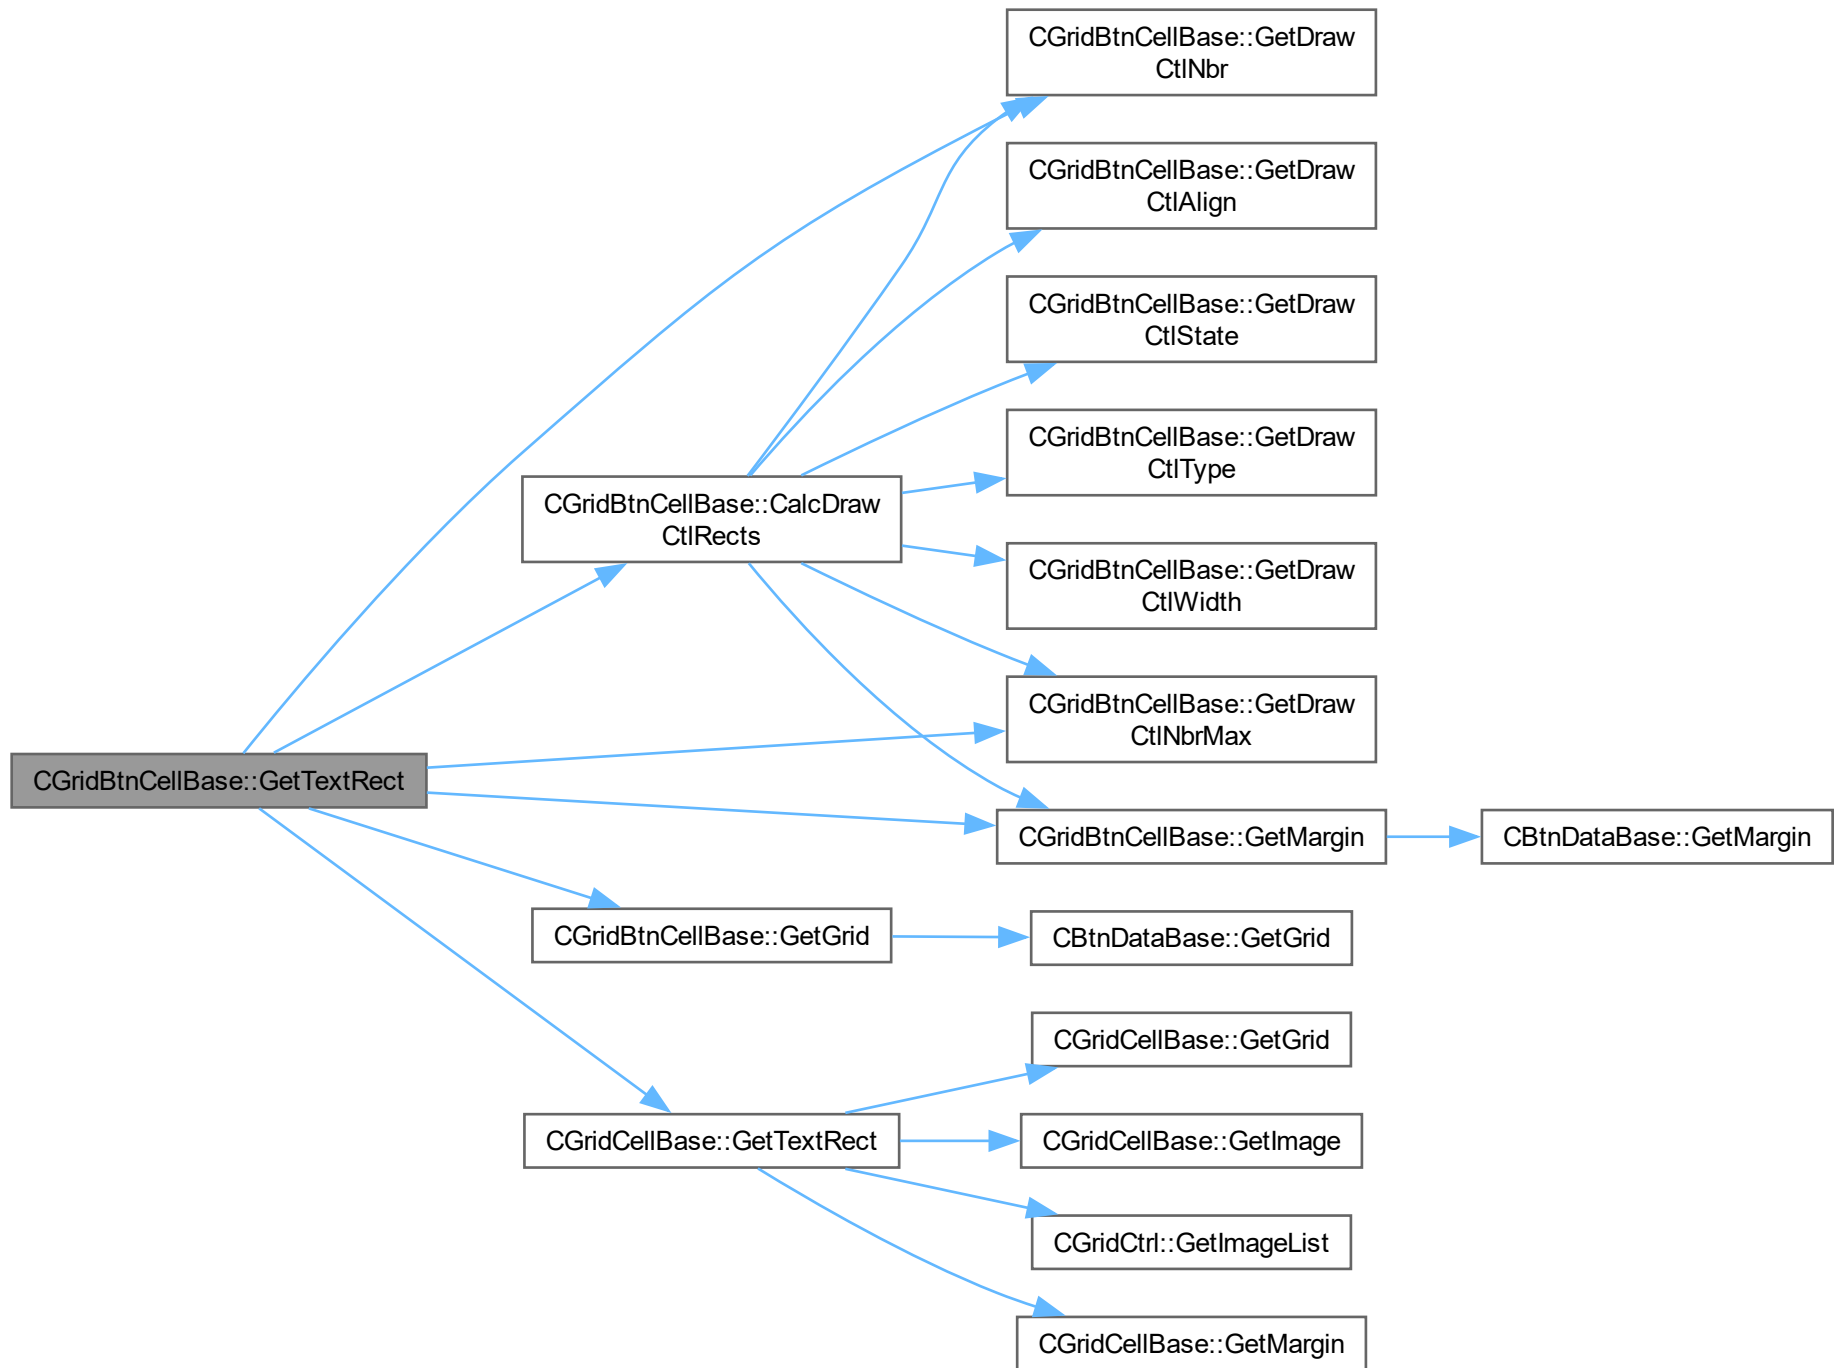 CGridBtnCellBase::GetDraw
CtlNbr
CGridBtnCellBase::GetDraw
CtlAlign
CGridBtnCellBase::GetDraw
CtlState
CGridBtnCellBase::GetDraw
CtlType
CGridBtnCellBase::CalcDraw
CtlRects
CGridBtnCellBase::GetDraw
CtlWidth
CGridBtnCellBase::GetDraw
CtlNbrMax
CGridBtnCellBase::GetTextRect
CGridBtnCellBase::GetMargin
CBtnDataBase::GetMargin
CGridBtnCellBase::GetGrid
CBtnDataBase::GetGrid
CGridCellBase::GetGrid
CGridCellBase::GetTextRect
CGridCellBase::GetImage
CGridCtrl::GetImageList
CGridCellBase::GetMargin